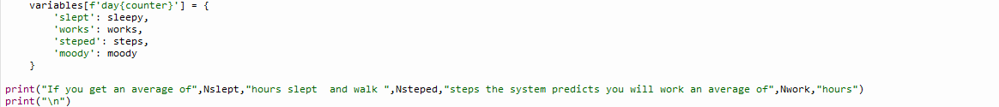 variables[f'day{counter}'] = {
'slept': sleepy,
'works': works,
'steped': steps,
'moody': moody
}
print("If you get an average of",Nslept,"hours slept  and walk ",Nsteped,"steps the system predicts you will work an average of",Nwork,"hours")
print("\n")